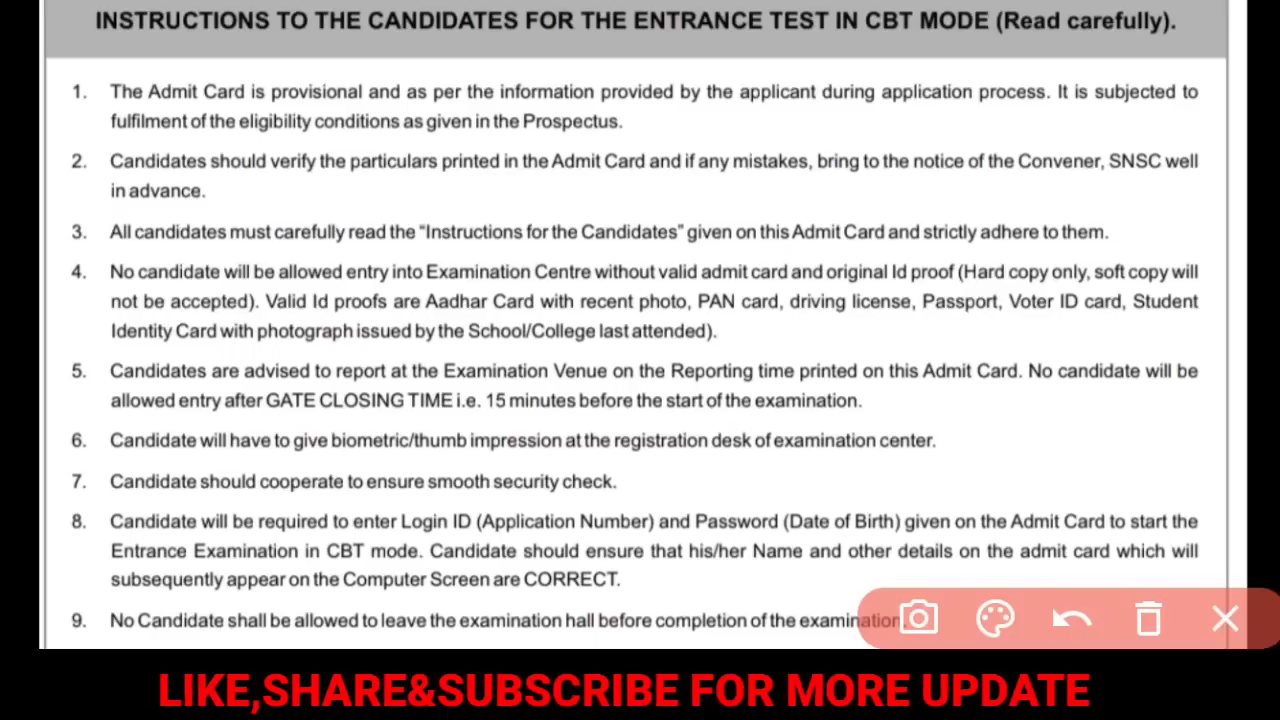 INSTRUCTIONS TO THE CANDIDATES FOR THE ENTRANCE TEST IN CBT MODE (Read carefully).
1. The Admit Card is provisional and as per the information provided by the applicant during application process. It is subjected to
fulfilment of the eligibility conditions as given in the Prospectus.
2. Candidates should verify the particulars printed in the Admit Card and if any mistakes, bring to the notice of the Convener, SNSC well
in advance.
3. All candidates must carefully read the “Instructions for the Candidates” given on this Admit Card and strictly adhere to them.
4. No candidate will be allowed entry into Examination Centre without valid admit card and original Id proof (Hard copy only, soft copy will
not be accepted). Valid Id proofs are Aadhar Card with recent photo, PAN card, driving license, Passport, Voter ID card, Student
Identity Card with photograph issued by the School/College last attended).
5. Candidates are advised to report at the Examination Venue on the Reporting time printed on this Admit Card. No candidate will be
allowed entry after GATE CLOSING TIME i.e. 15 minutes before the start of the examination.
6. Candidate will have to give biometric/thumb impression at the registration desk of examination center.
7. Candidate should cooperate to ensure smooth security check.
8. Candidate will be required to enter Login ID (Application Number) and Password (Date of Birth) given on the Admit Card to start the
Entrance Examination in CBT mode. Candidate should ensure that his/her Name and other details on the admit card which will
subsequently appear on the Computer Screen are CORRECT.
9. No Candidate shall be allowed to leave the examination hall before completion of the examination.
LIKE,SHARE&SUBSCRIBE FOR MORE UPDATE